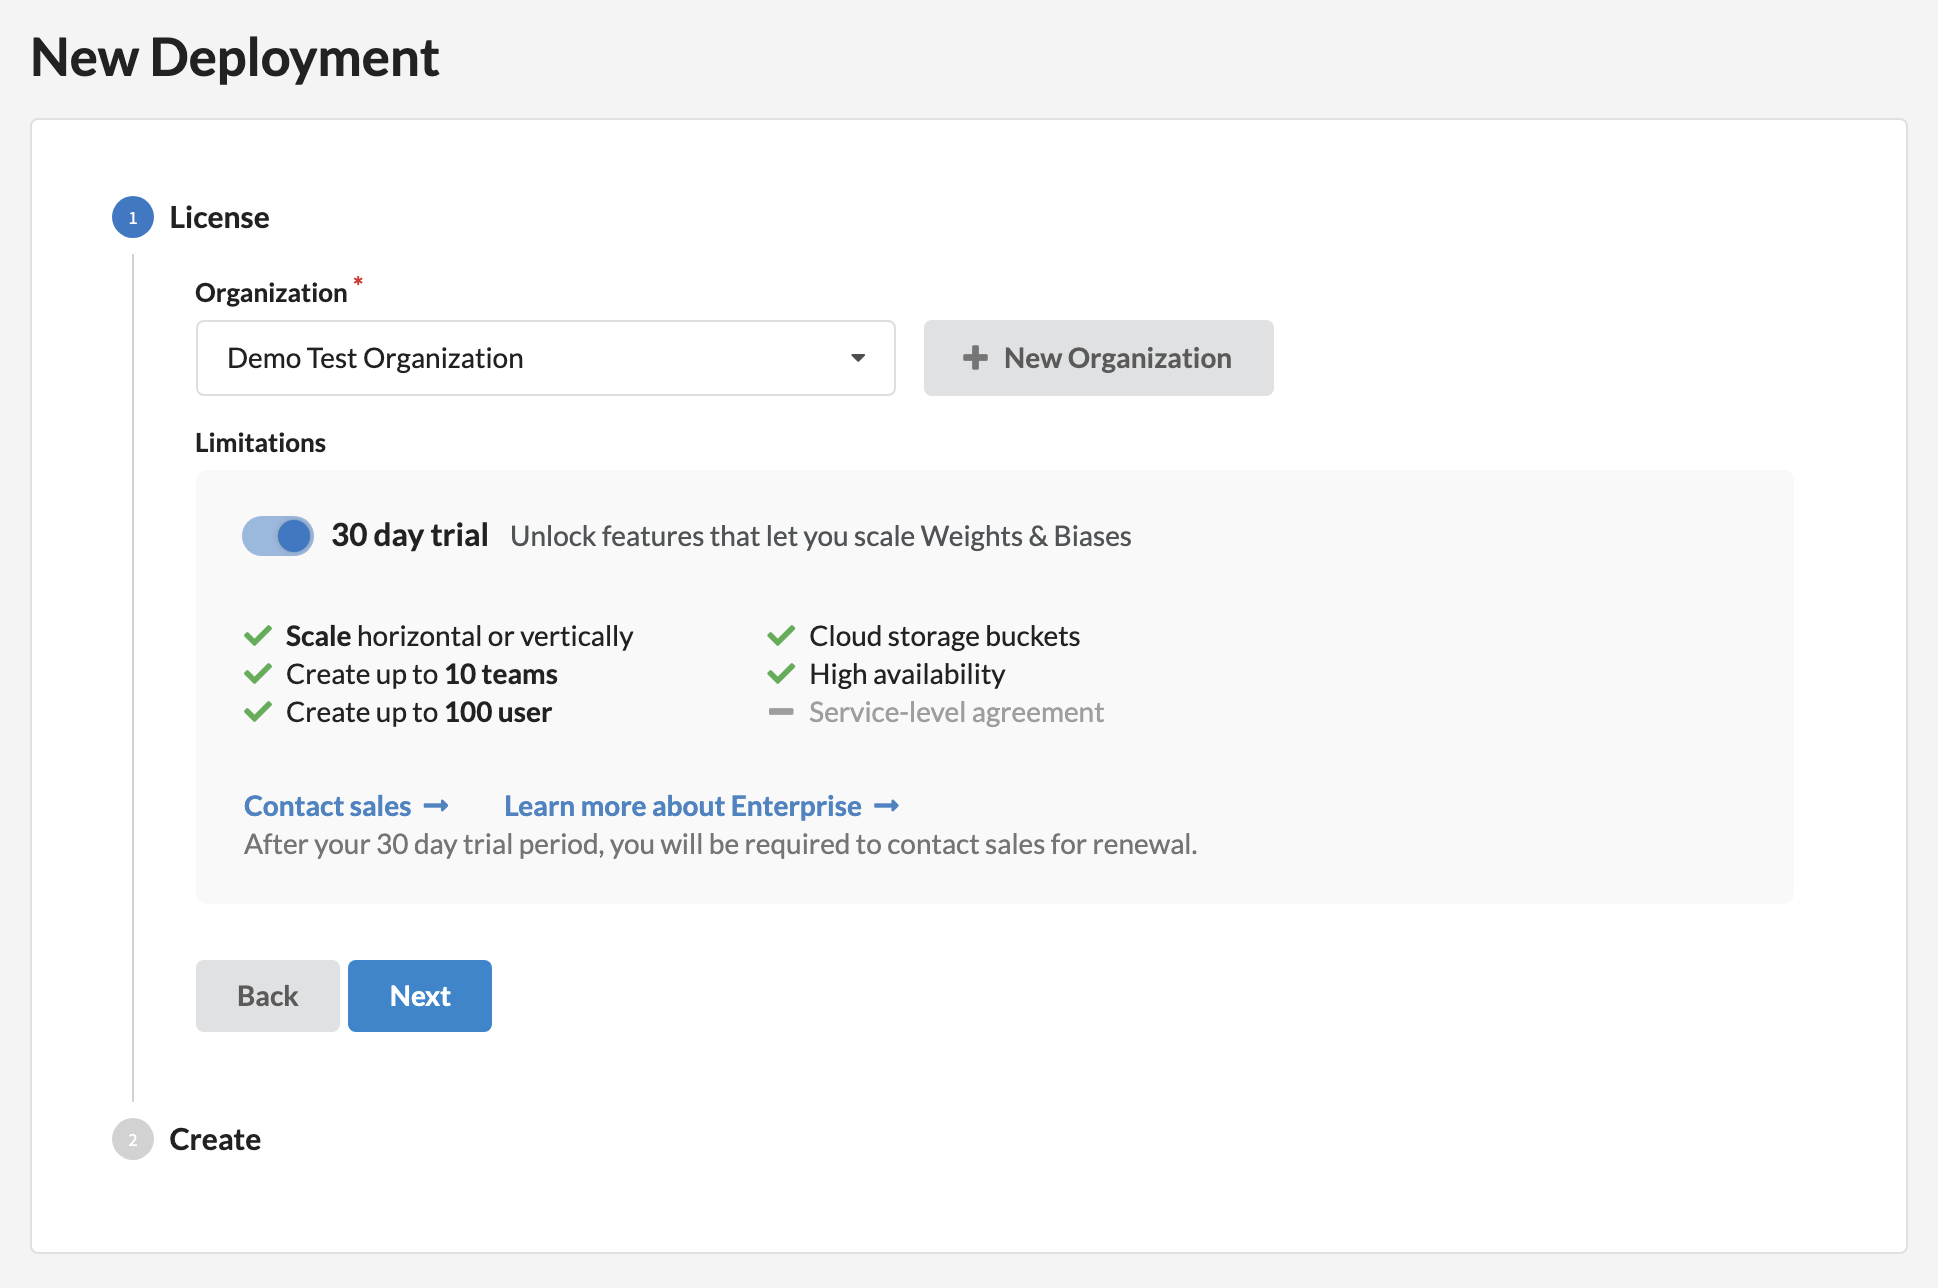 New Deployment
1 License
Organization *
Demo Test Organization
New Organization
Limitations
30 day trial Unlock features that let you scale Weights & Biases
Scale horizontal or vertically
Create up to 10 teams
Create up to 100 user
Cloud storage buckets
High availability
Service-level agreement
Contact sales → Learn more about Enterprise →
After your 30 day trial period, you will be required to contact sales for renewal.
Back Next
2 Create